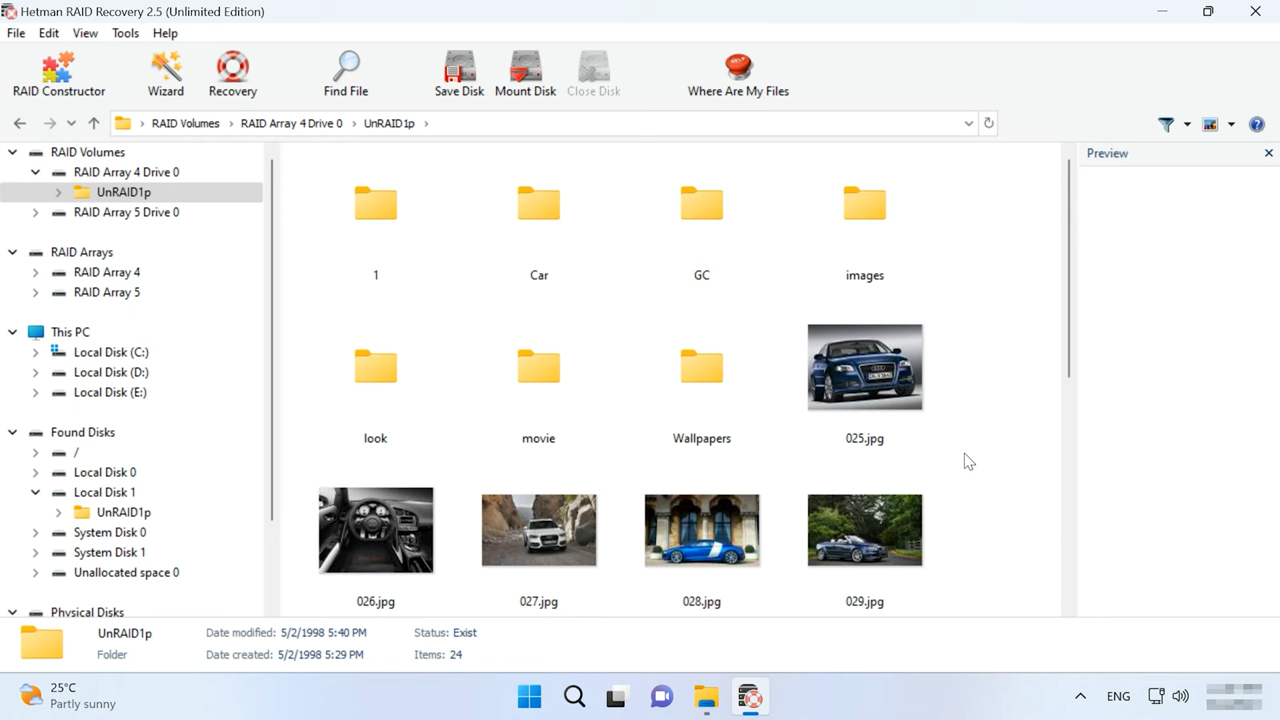 Hetman RAID Recovery 2.5 (Unlimited Edition)
File Edit View Tools Help
RAID Constructor Wizard Recovery Find File Save Disk Mount Disk Close Disk Where Are My Files
RAID Volumes › RAID Array 4 Drive 0 › UnRAID1p ›
RAID Volumes
RAID Array 4 Drive 0
UnRAID1p
RAID Array 5 Drive 0
RAID Arrays
RAID Array 4
RAID Array 5
This PC
Local Disk (C:)
Local Disk (D:)
Local Disk (E:)
Found Disks
/
Local Disk 0
Local Disk 1
UnRAID1p
System Disk 0
System Disk 1
Unallocated space 0
Physical Disks
1 Car GC images
look movie Wallpapers 025.jpg
026.jpg 027.jpg 028.jpg 029.jpg
Preview
UnRAID1p Date modified: 5/2/1998 5:40 PM Status: Exist
Folder Date created: 5/2/1998 5:29 PM Items: 24
25°C
Partly sunny
ENG